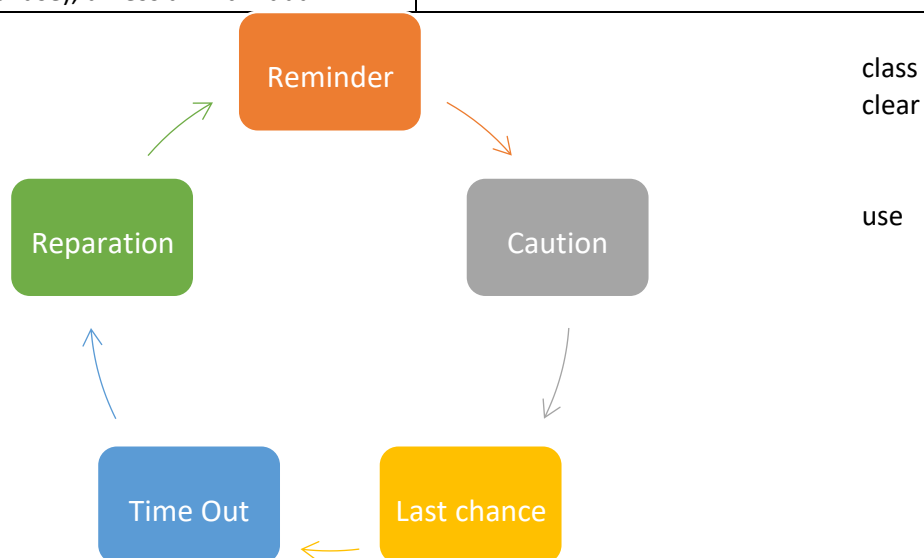 Reminder
class
clear
Reparation
Caution
use
Time Out
Last chance